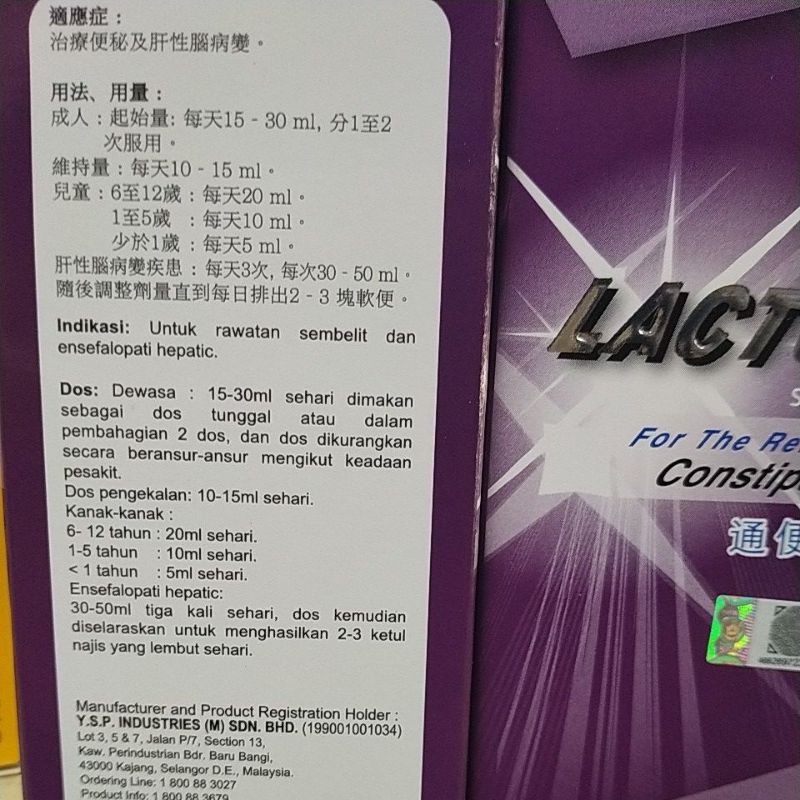 適應症：
治療便秘及肝性腦病變。
用法、用量：
成人：起始量: 每天15 - 30 ml, 分1至2
次服用。
維持量：每天10 - 15 ml。
兒童：6至12歲：每天20 ml。
1至5歲 ：每天10 ml。
少於1歲：每天5 ml。
肝性腦病變疾患：每天3次, 每次30 - 50 ml。
隨後調整劑量直到每日排出2 - 3 塊軟便。
Indikasi: Untuk rawatan sembelit dan
ensefalopati hepatic.
Dos: Dewasa : 15-30ml sehari dimakan
sebagai dos tunggal atau dalam
pembahagian 2 dos, dan dos dikurangkan
secara beransur-ansur mengikut keadaan
pesakit.
Dos pengekalan: 10-15ml sehari.
Kanak-kanak :
6- 12 tahun : 20ml sehari.
1-5 tahun : 10ml sehari.
< 1 tahun : 5ml sehari.
Ensefalopati hepatic:
30-50ml tiga kali sehari, dos kemudian
diselaraskan untuk menghasilkan 2-3 ketul
najis yang lembut sehari.
Manufacturer and Product Registration Holder :
Y.S.P. INDUSTRIES (M) SDN. BHD. (199001001034)
Lot 3, 5 & 7, Jalan P/7, Section 13,
Kaw. Perindustrian Bdr. Baru Bangi,
43000 Kajang, Selangor D.E., Malaysia.
Ordering Line: 1 800 88 3027
Product Info: 1 800 88 3679
LACT
For The Re
Constip
通便